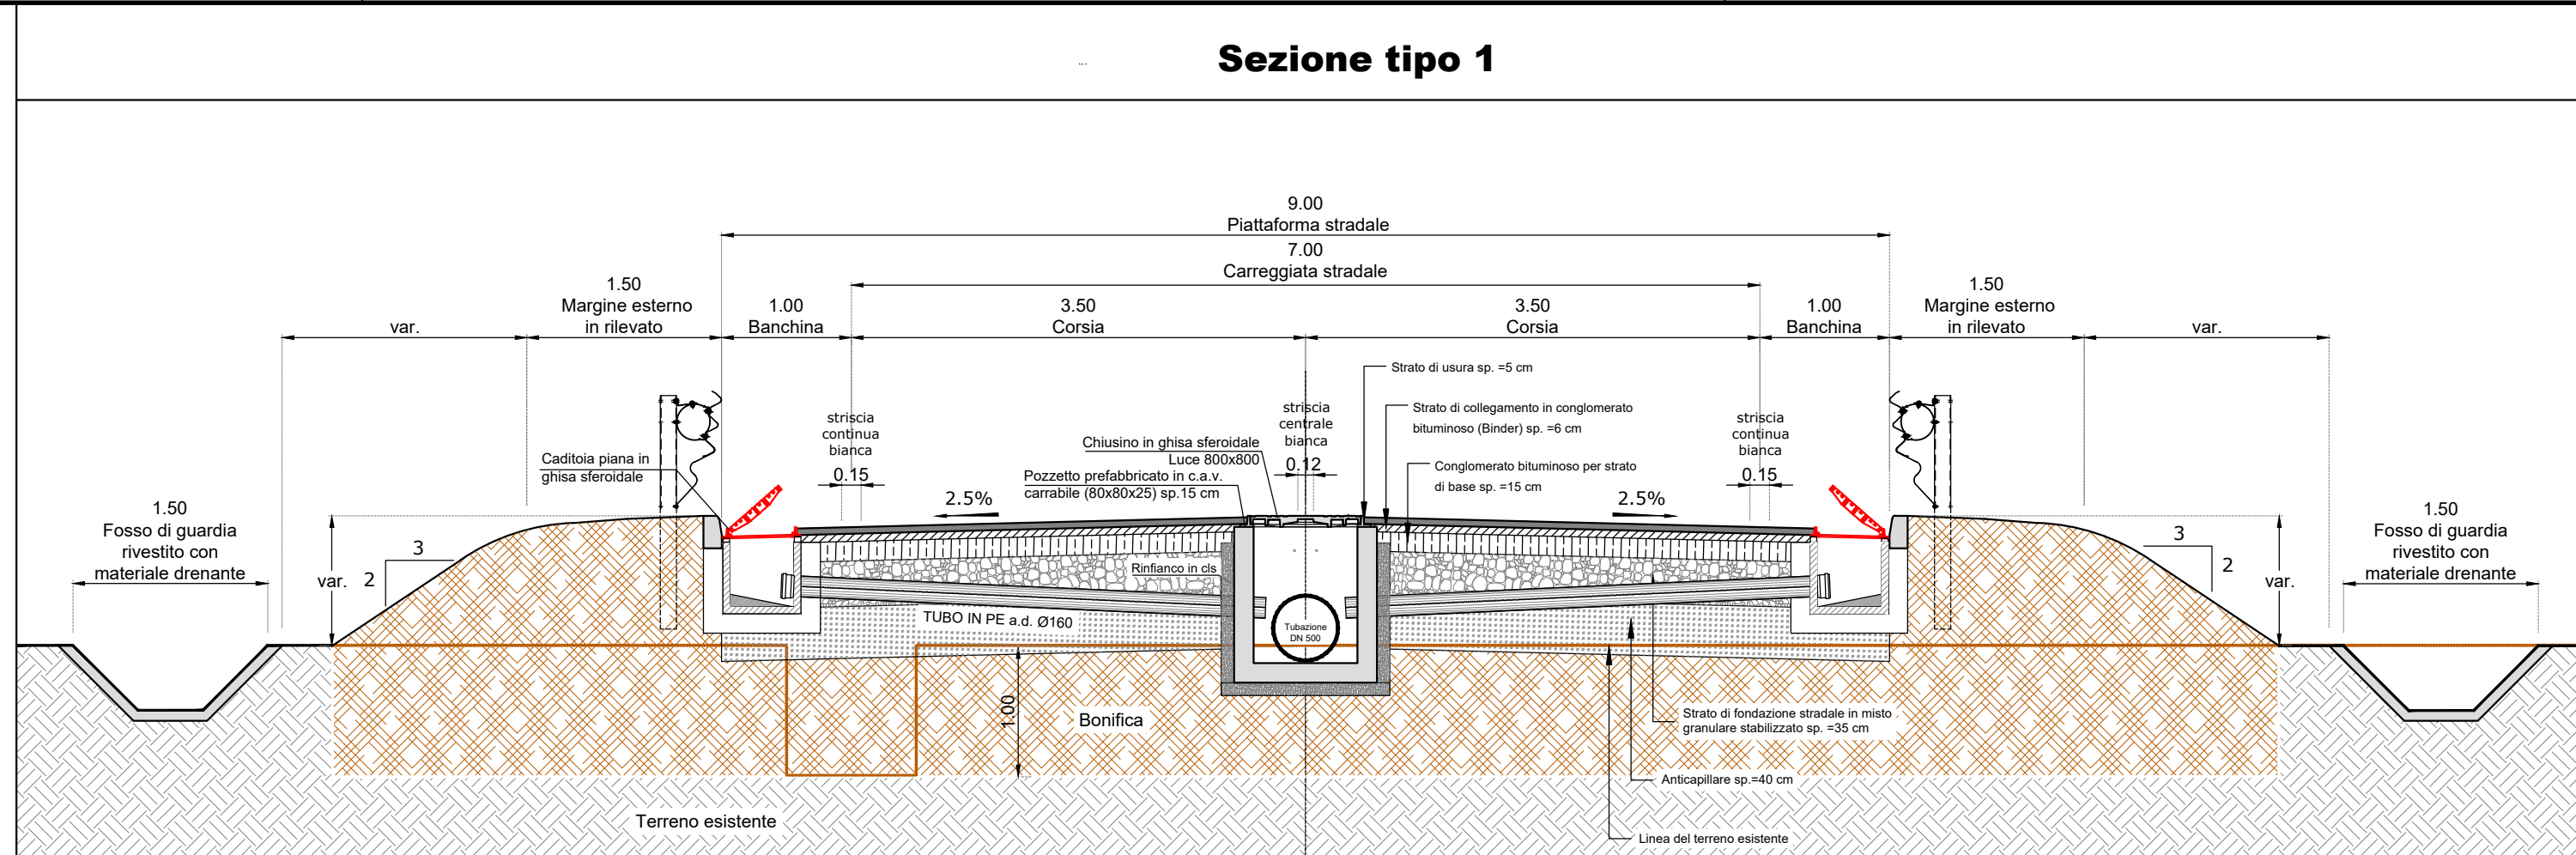 Sezione tipo 1
9.00
Piattaforma stradale
7.00
Carreggiata stradale
var.
1.50
Margine esterno
in rilevato
1.00
Banchina
3.50
Corsia
3.50
Corsia
1.00
Banchina
1.50
Margine esterno
in rilevato
var.
Strato di usura sp. =5 cm
Strato di collegamento in conglomerato
bituminoso (Binder) sp. =6 cm
Conglomerato bituminoso per strato
di base sp. =15 cm
striscia
continua
bianca
0.15
striscia
centrale
bianca
0.12
striscia
continua
bianca
0.15
Chiusino in ghisa sferoidale
Luce 800x800
Pozzetto prefabbricato in c.a.v.
carrabile (80x80x25) sp.15 cm
Caditoia piana in
ghisa sferoidale
2.5%
2.5%
1.50
Fosso di guardia
rivestito con
materiale drenante
var.
3
2
Rinfianco in cls
TUBO IN PE a.d. Ø160
Tubazione
DN 500
3
2
var.
1.50
Fosso di guardia
rivestito con
materiale drenante
1.00
Bonifica
Strato di fondazione stradale in misto
granulare stabilizzato sp. =35 cm
Anticapillare sp.=40 cm
Terreno esistente
Linea del terreno esistente